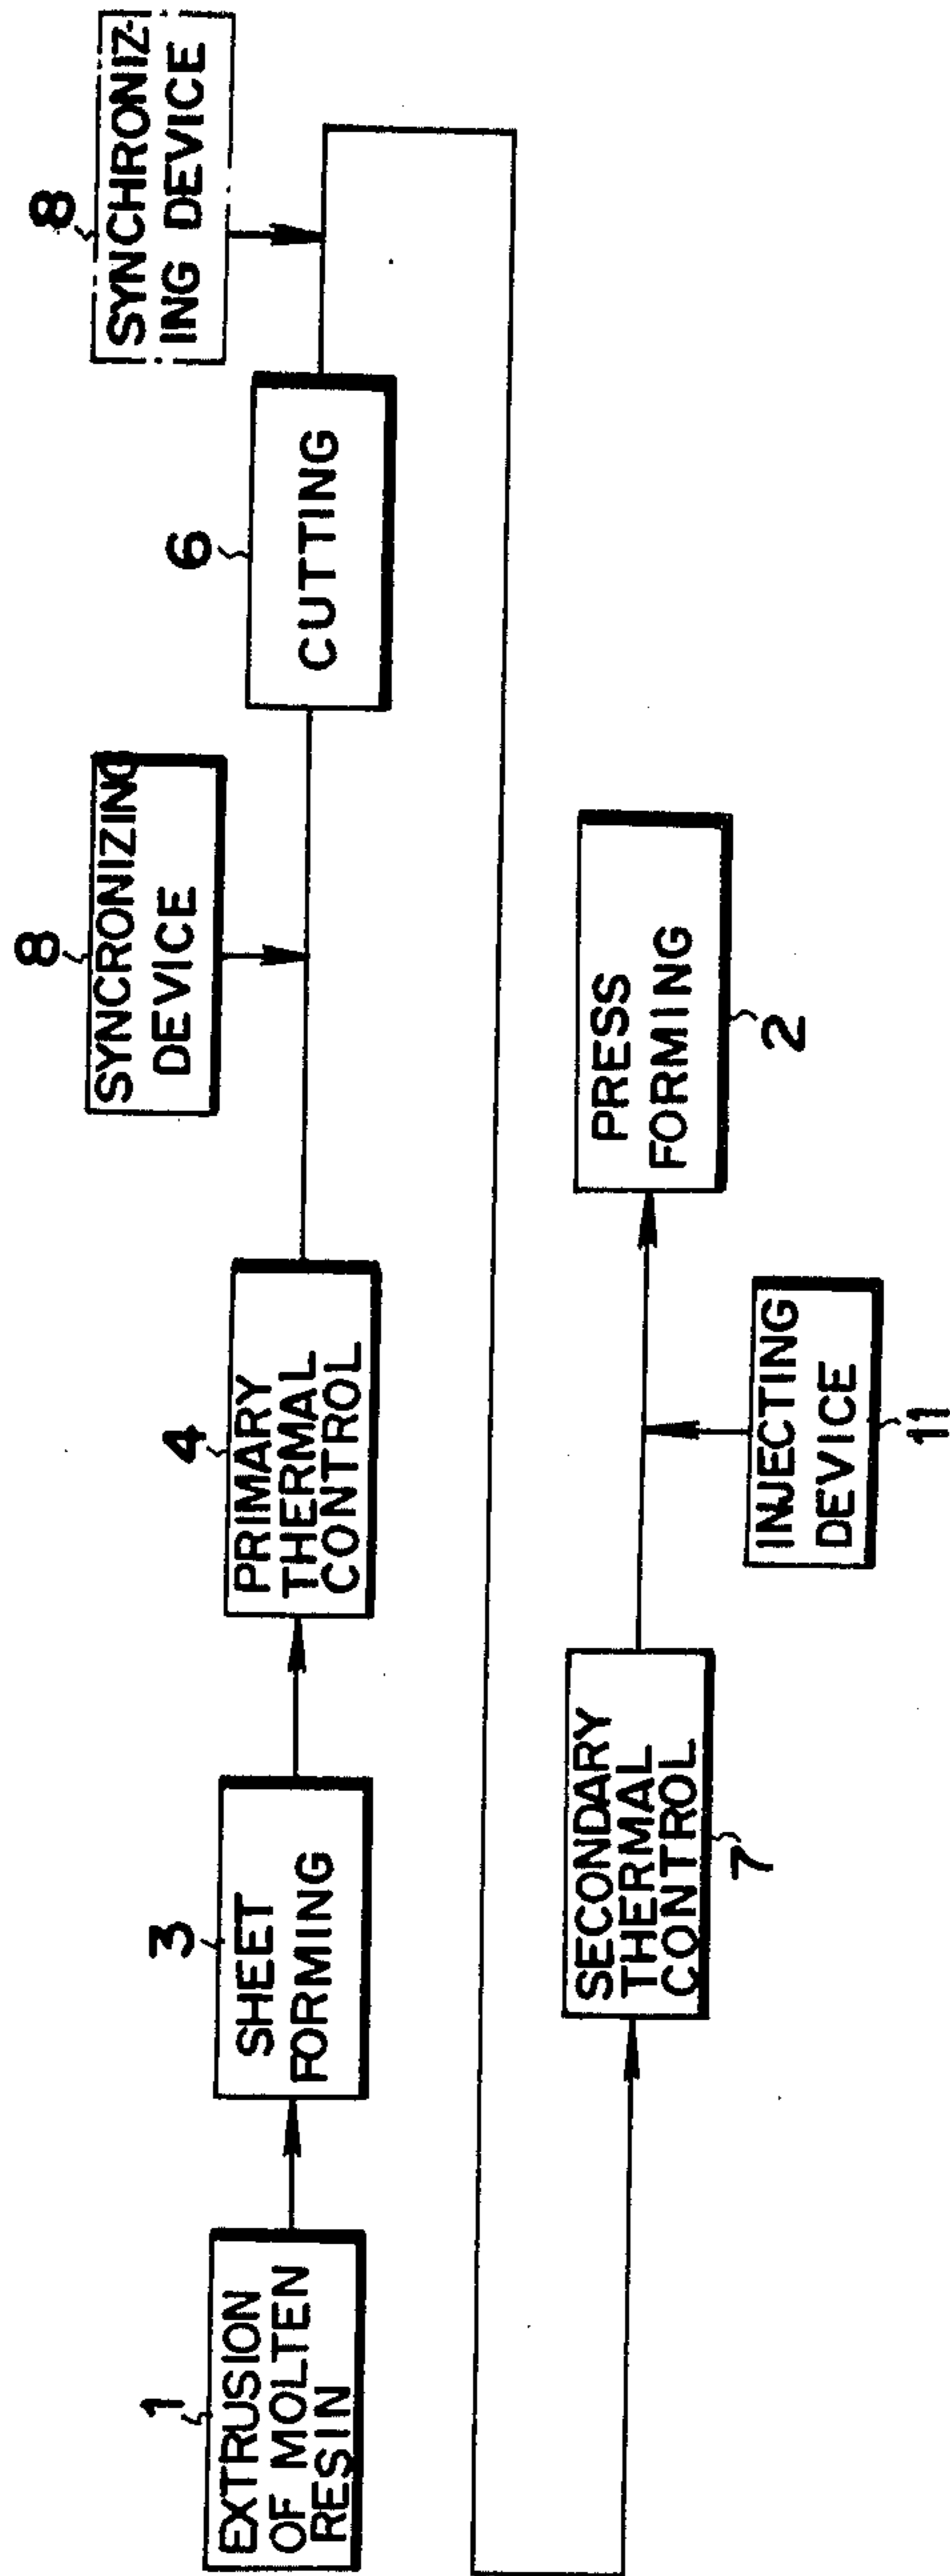 1
EXTRUSION
OF MOLTEN
RESIN
3
SHEET
FORMING
4
PRIMARY
THERMAL
CONTROL
8
SYNCRONIZING
DEVICE
6
CUTTING
8
SYNCHRONIZ-
ING DEVICE
SECONDARY
THERMAL
CONTROL
7
INJECTING
DEVICE
11
PRESS
FORMING
2